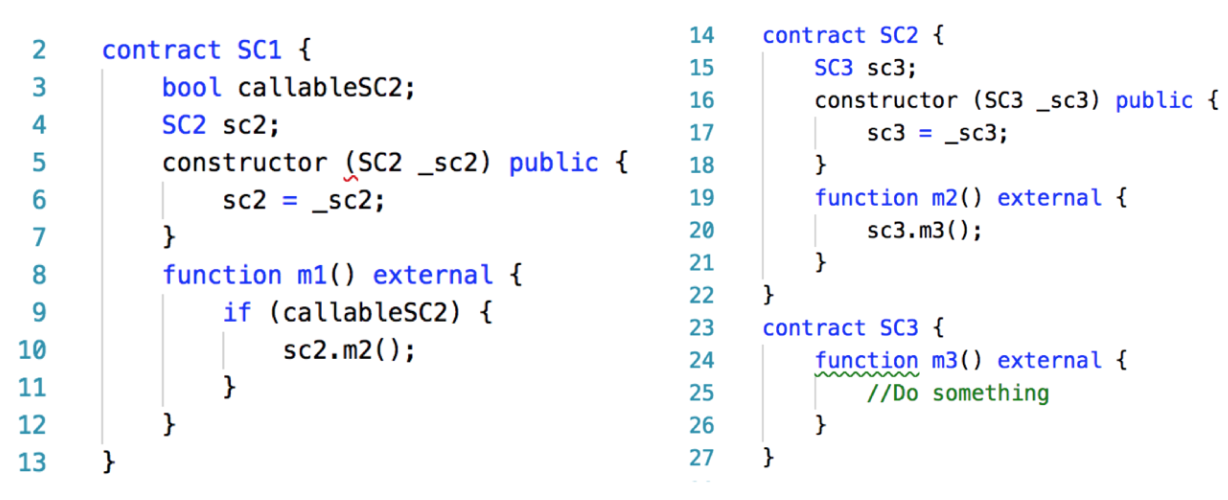 2 contract SC1 {
3 bool callableSC2;
4 SC2 sc2;
5 constructor (SC2 _sc2) public {
6 sc2 = _sc2;
7 }
8 function m1() external {
9 if (callableSC2) {
10 sc2.m2();
11 }
12 }
13 }
14 contract SC2 {
15 SC3 sc3;
16 constructor (SC3 _sc3) public {
17 sc3 = _sc3;
18 }
19 function m2() external {
20 sc3.m3();
21 }
22 }
23 contract SC3 {
24 function m3() external {
25 //Do something
26 }
27 }